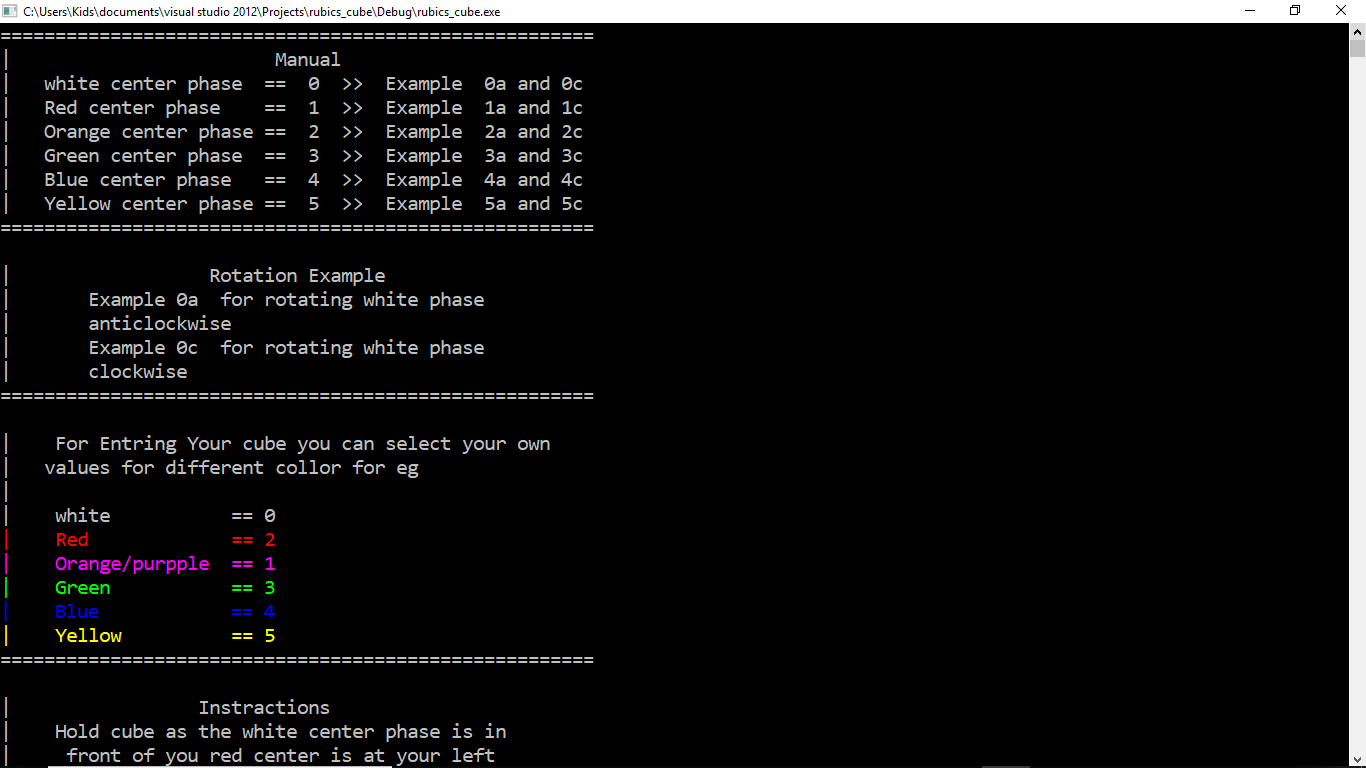 C:\Users\Kids\documents\visual studio 2012\Projects\rubics_cube\Debug\rubics_cube.exe
======================================================
| Manual
| white center phase == 0 >> Example 0a and 0c
| Red center phase == 1 >> Example 1a and 1c
| Orange center phase == 2 >> Example 2a and 2c
| Green center phase == 3 >> Example 3a and 3c
| Blue center phase == 4 >> Example 4a and 4c
| Yellow center phase == 5 >> Example 5a and 5c
======================================================
| Rotation Example
| Example 0a for rotating white phase
| anticlockwise
| Example 0c for rotating white phase
| clockwise
======================================================
| For Entring Your cube you can select your own
| values for different collor for eg
|
| white == 0
| Red == 2
| Orange/purpple == 1
| Green == 3
| Blue == 4
| Yellow == 5
======================================================
| Instractions
| Hold cube as the white center phase is in
| front of you red center is at your left